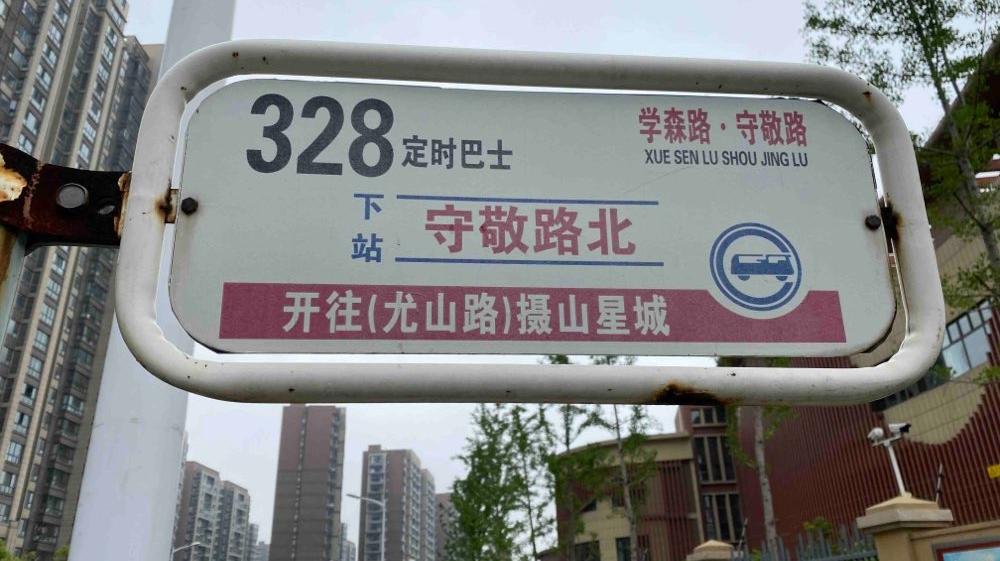 328 定时巴士
学森路·守敬路
XUE SEN LU SHOU JING LU
下站
守敬路北
开往(尤山路)摄山星城